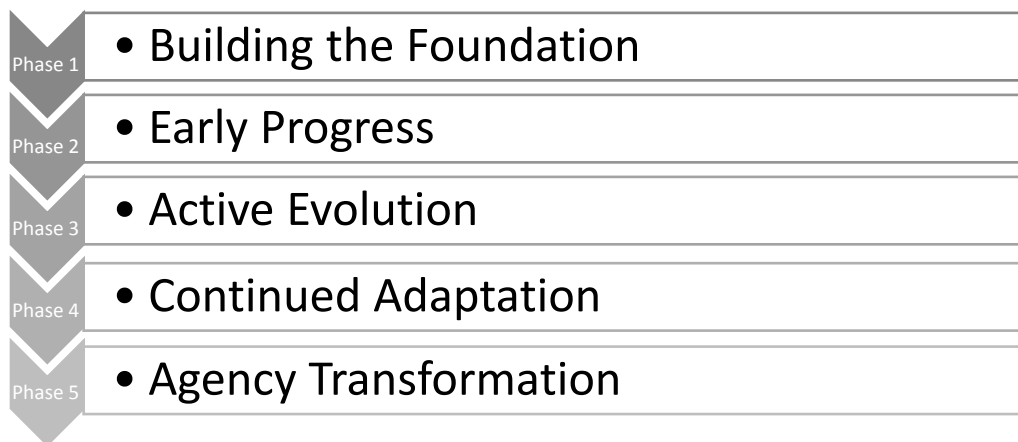 Phase 1
• Building the Foundation
Phase 2
• Early Progress
Phase 3
• Active Evolution
Phase 4
• Continued Adaptation
Phase 5
• Agency Transformation